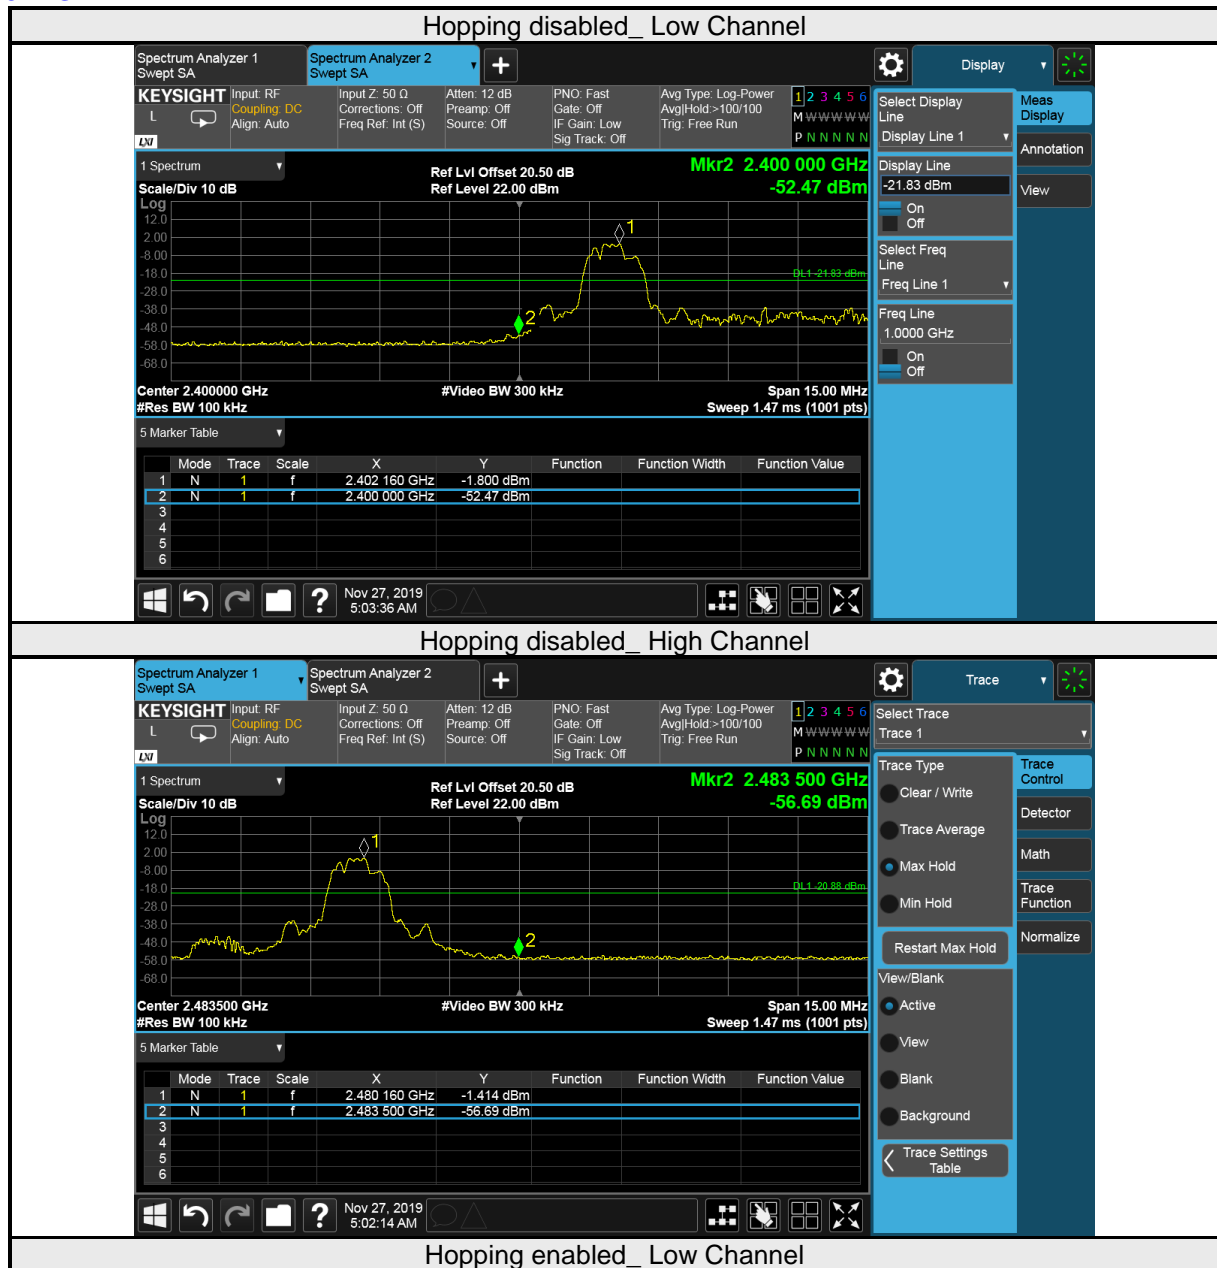 Hopping disabled_ Low Channel
Spectrum Analyzer 1
Swept SA
Spectrum Analyzer 2
Swept SA
Display
KEYSIGHT
L
LXI
Input: RF
Coupling: DC
Align: Auto
Input Z: 50 Ω
Corrections: Off
Freq Ref: Int (S)
Atten: 12 dB
Preamp: Off
Source: Off
PNO: Fast
Gate: Off
IF Gain: Low
Sig Track: Off
Avg Type: Log-Power
Avg|Hold:>100/100
Trig: Free Run
1 2 3 4 5 6
M W W W W W
P N N N N N
1 Spectrum
Ref Lvl Offset 20.50 dB
Mkr2 2.400 000 GHz
Scale/Div 10 dB
Ref Level 22.00 dBm
-52.47 dBm
Log
12.0
2.00
-8.00
-18.0
-28.0
-38.0
-48.0
-58.0
-68.0
1
DL1 -21.83 dBm
2
Center 2.400000 GHz
#Video BW 300 kHz
Span 15.00 MHz
#Res BW 100 kHz
Sweep 1.47 ms (1001 pts)
5 Marker Table
Mode Trace Scale X Y Function Function Width Function Value
1 N 1 f 2.402 160 GHz -1.800 dBm
2 N 1 f 2.400 000 GHz -52.47 dBm
3
4
5
6
?
Nov 27, 2019
5:03:36 AM
Select Display
Line
Display Line 1
Display Line
-21.83 dBm
On
Off
Select Freq
Line
Freq Line 1
Freq Line
1.0000 GHz
On
Off
Meas
Display
Annotation
View
Hopping disabled_ High Channel
Spectrum Analyzer 1
Swept SA
Spectrum Analyzer 2
Swept SA
Trace
KEYSIGHT
L
LXI
Input: RF
Coupling: DC
Align: Auto
Input Z: 50 Ω
Corrections: Off
Freq Ref: Int (S)
Atten: 12 dB
Preamp: Off
Source: Off
PNO: Fast
Gate: Off
IF Gain: Low
Sig Track: Off
Avg Type: Log-Power
Avg|Hold:>100/100
Trig: Free Run
1 2 3 4 5 6
M W W W W W
P N N N N N
1 Spectrum
Ref Lvl Offset 20.50 dB
Mkr2 2.483 500 GHz
Scale/Div 10 dB
Ref Level 22.00 dBm
-56.69 dBm
Log
12.0
2.00
-8.00
-18.0
-28.0
-38.0
-48.0
-58.0
-68.0
1
DL1 -20.88 dBm
2
Center 2.483500 GHz
#Video BW 300 kHz
Span 15.00 MHz
#Res BW 100 kHz
Sweep 1.47 ms (1001 pts)
5 Marker Table
Mode Trace Scale X Y Function Function Width Function Value
1 N 1 f 2.480 160 GHz -1.414 dBm
2 N 1 f 2.483 500 GHz -56.69 dBm
3
4
5
6
?
Nov 27, 2019
5:02:14 AM
Select Trace
Trace 1
Trace Type
Clear / Write
Trace Average
Max Hold
Min Hold
Restart Max Hold
View/Blank
Active
View
Blank
Background
Trace Settings
Table
Trace
Control
Detector
Math
Trace
Function
Normalize
Hopping enabled_ Low Channel